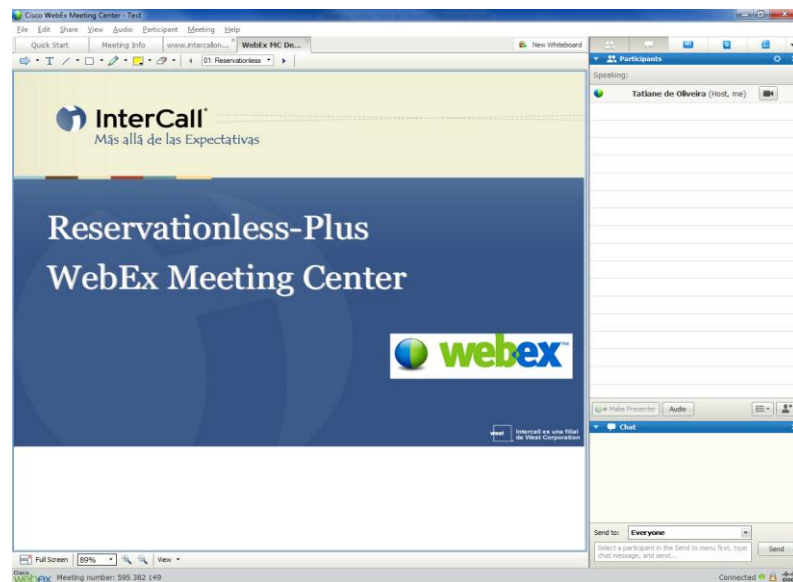 Cisco WebEx Meeting Center - Test
File Edit Share View Audio Participant Meeting Help
Quick Start Meeting Info www.intercallon... WebEx MC De... New Whiteboard
T 01: Reservationless
Participants
Speaking:
Tatiane de Oliveira (Host, me)
InterCall
Más allá de las Expectativas
Reservationless-Plus
WebEx Meeting Center
webex™
west Intercall es una filial
de West Corporation
Make Presenter Audio
Chat
Send to: Everyone
Select a participant in the Send to menu first, type
chat message, and send...
Send
Full Screen 89% View
Cisco
WebEx Meeting number: 595 382 149 Connected